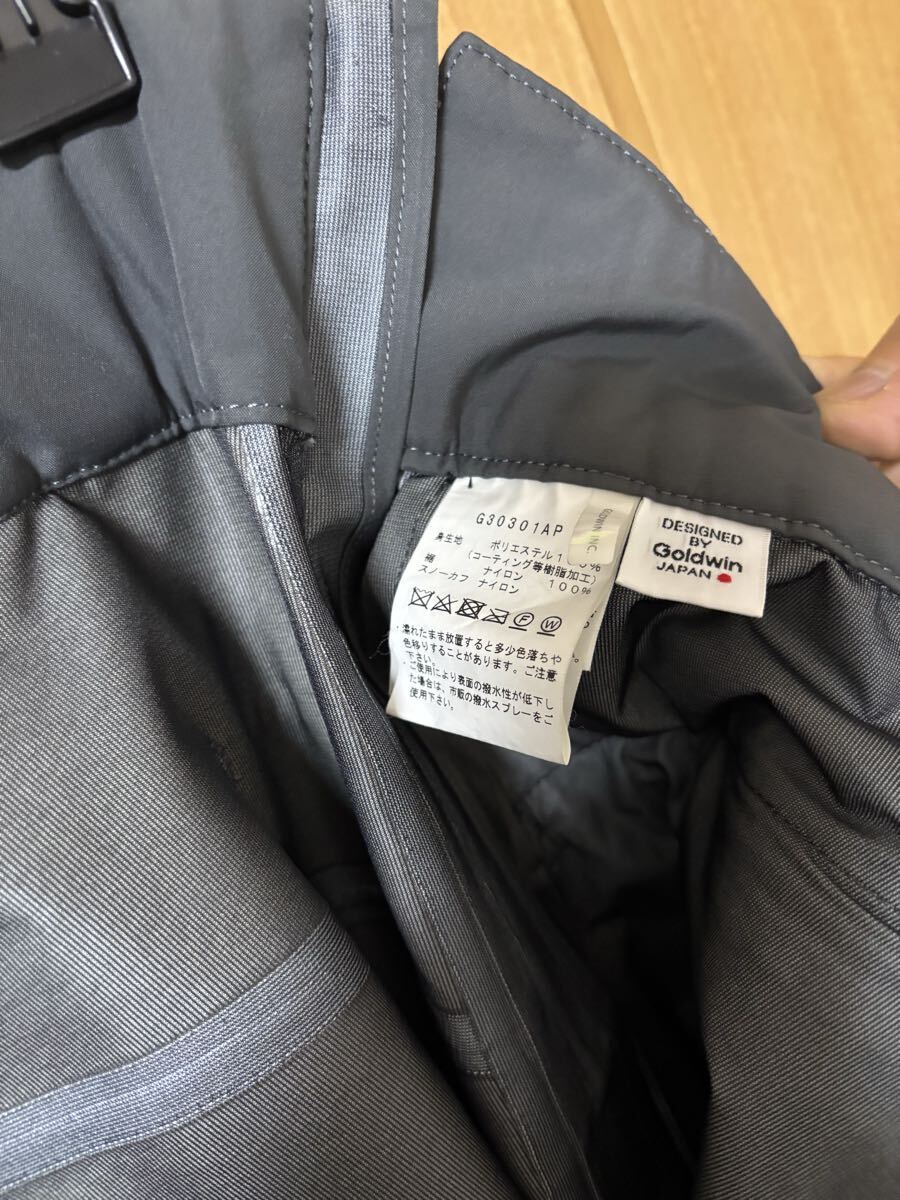 G30301AP
身生地 ポリエステル100%
(コーティング等樹脂加工)
裾 ナイロン 100%
スノーカフ ナイロン
F W
・濡れたまま放置すると多少色落ちや、
色移りすることがあります。ご注意
下さい。
・ご使用により表面の撥水性が低下し
た場合は、市販の撥水スプレーをご
使用下さい。
GOLDWIN INC.
DESIGNED
BY
Goldwin
JAPAN